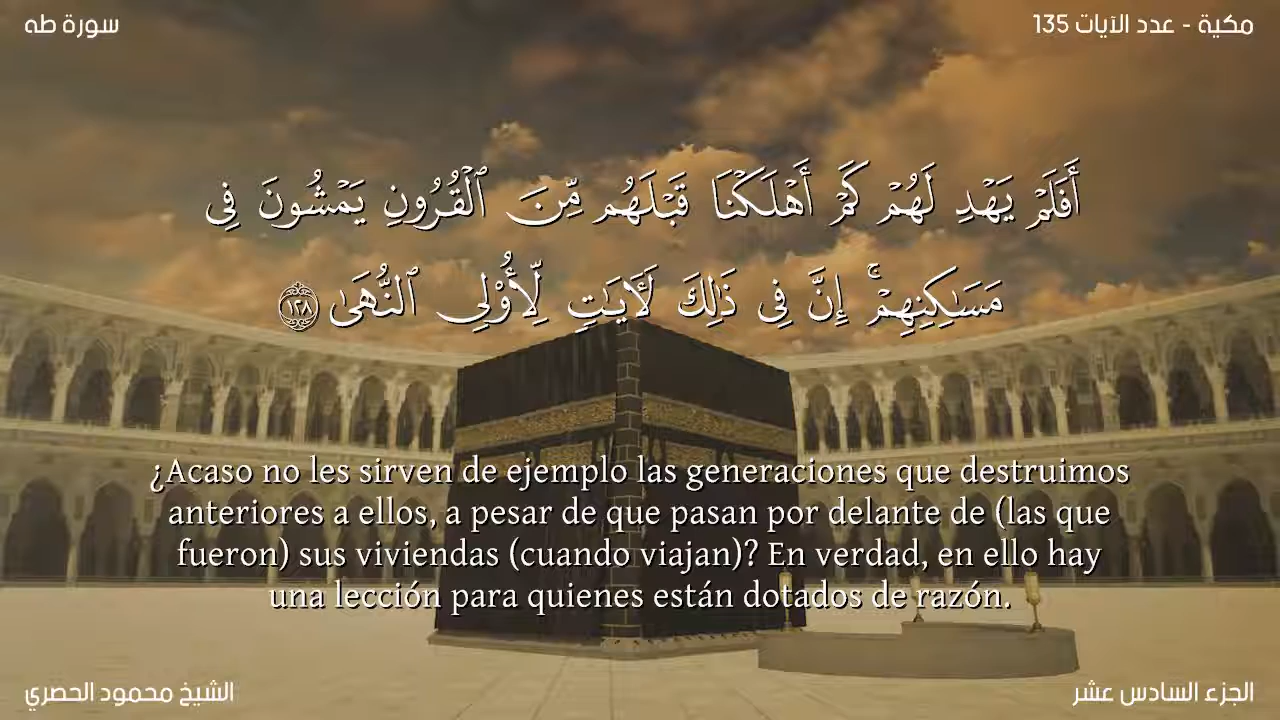 مكية - عدد الآيات 135
سورة طه
أَفَلَمْ يَهْدِ لَهُمْ كَمْ أَهْلَكْنَا قَبْلَهُم مِّنَ ٱلْقُرُونِ يَمْشُونَ فِى
مَسَـٰكِنِهِمْ ۚ إِنَّ فِى ذَٰلِكَ لَـَٔايَـٰتٍ لِّأُو۟لِى ٱلنُّهَىٰ ١٢٨
¿Acaso no les sirven de ejemplo las generaciones que destruimos
anteriores a ellos, a pesar de que pasan por delante de (las que
fueron) sus viviendas (cuando viajan)? En verdad, en ello hay
una lección para quienes están dotados de razón.
الجزء السادس عشر
الشيخ محمود الحصري